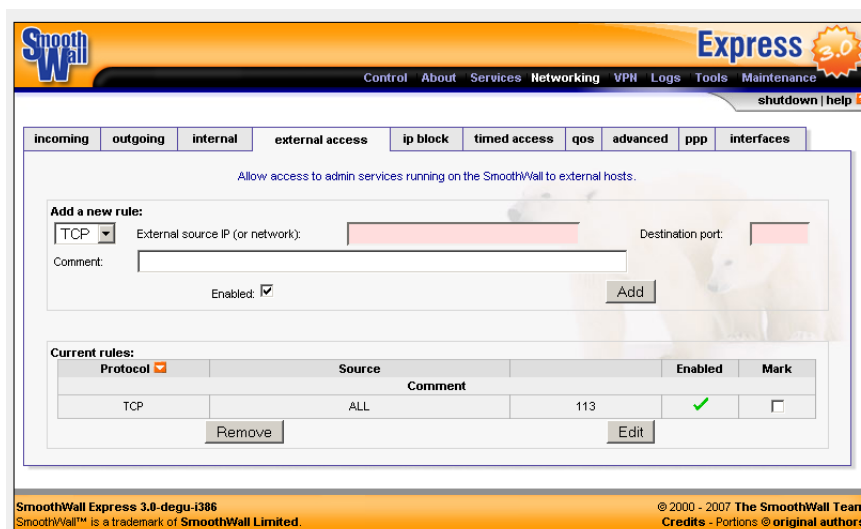 Smooth
Wall
Express 3.0
Control About Services Networking VPN Logs Tools Maintenance
shutdown | help
incoming outgoing internal external access ip block timed access qos advanced ppp interfaces
Allow access to admin services running on the SmoothWall to external hosts.
Add a new rule:
TCP External source IP (or network): Destination port:
Comment:
Enabled: Add
Current rules:
Protocol Source Enabled Mark
Comment
TCP ALL 113
Remove Edit
SmoothWall Express 3.0-degu-i386 © 2000 - 2007 The SmoothWall Team
SmoothWall™ is a trademark of SmoothWall Limited. Credits - Portions © original authors